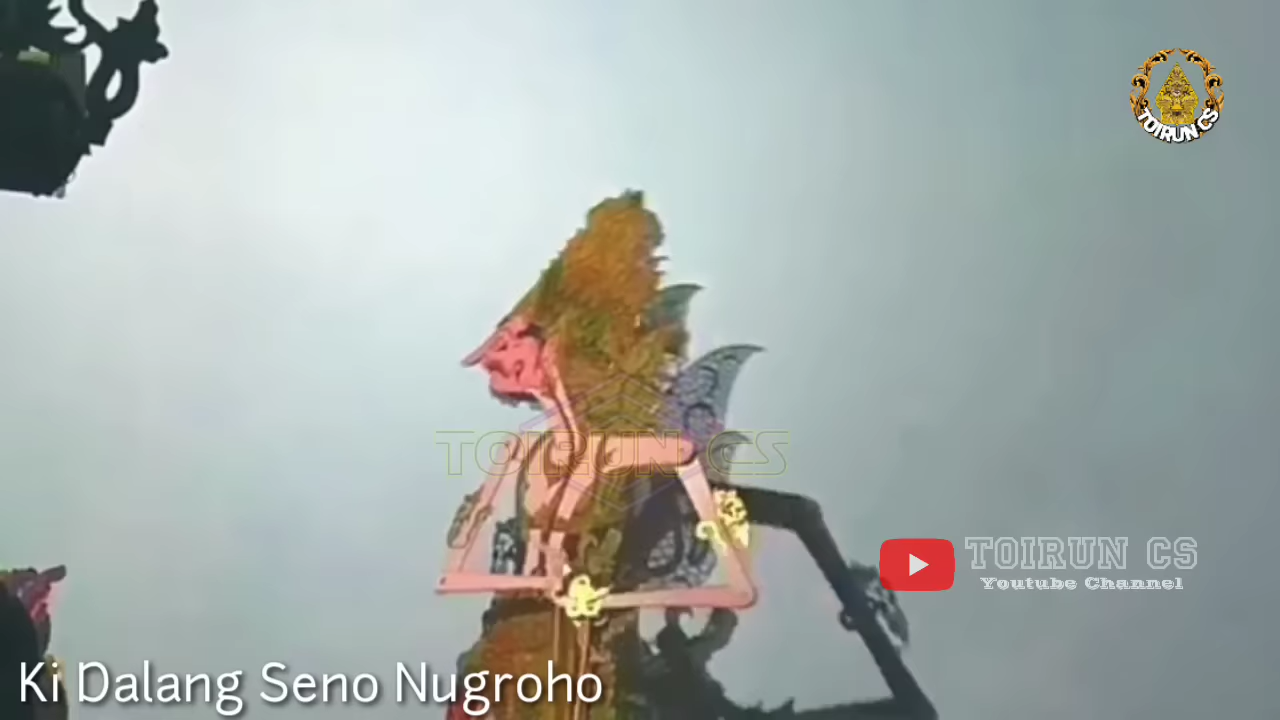 TOIRUN CS
TOIRUN CS
TOIRUN CS
Youtube Channel
Ki Dalang Seno Nugroho